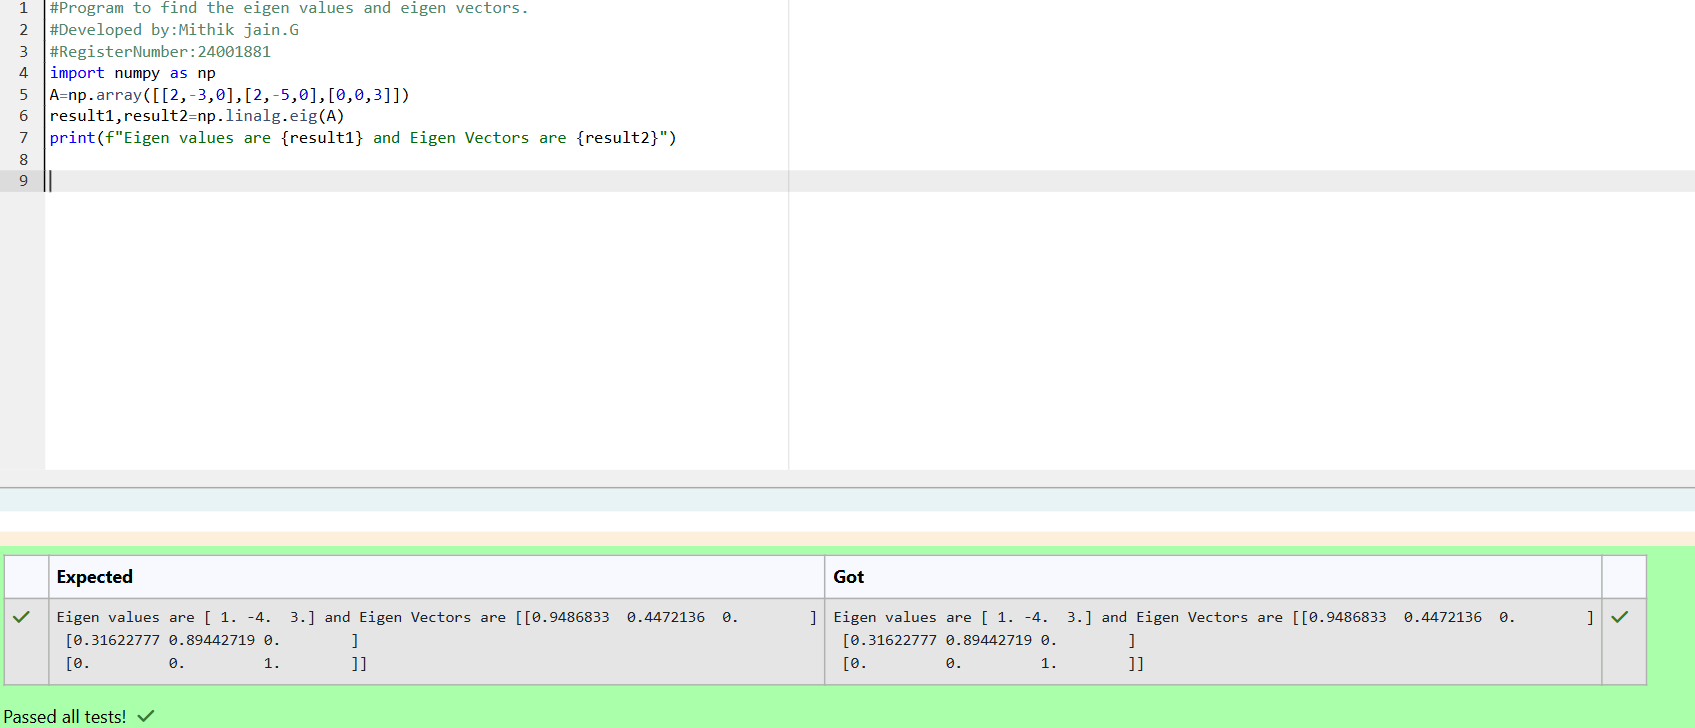 1 #Program to find the eigen values and eigen vectors.
2 #Developed by:Mithik jain.G
3 #RegisterNumber:24001881
4 import numpy as np
5 A=np.array([[2,-3,0],[2,-5,0],[0,0,3]])
6 result1,result2=np.linalg.eig(A)
7 print(f"Eigen values are {result1} and Eigen Vectors are {result2}")
8
9
Expected Got
Eigen values are [ 1. -4.  3.] and Eigen Vectors are [[0.9486833  0.4472136  0.        ] Eigen values are [ 1. -4.  3.] and Eigen Vectors are [[0.9486833  0.4472136  0.        ]
[0.31622777 0.89442719 0.        ] [0.31622777 0.89442719 0.        ]
[0.         0.         1.        ]] [0.         0.         1.        ]]
Passed all tests!